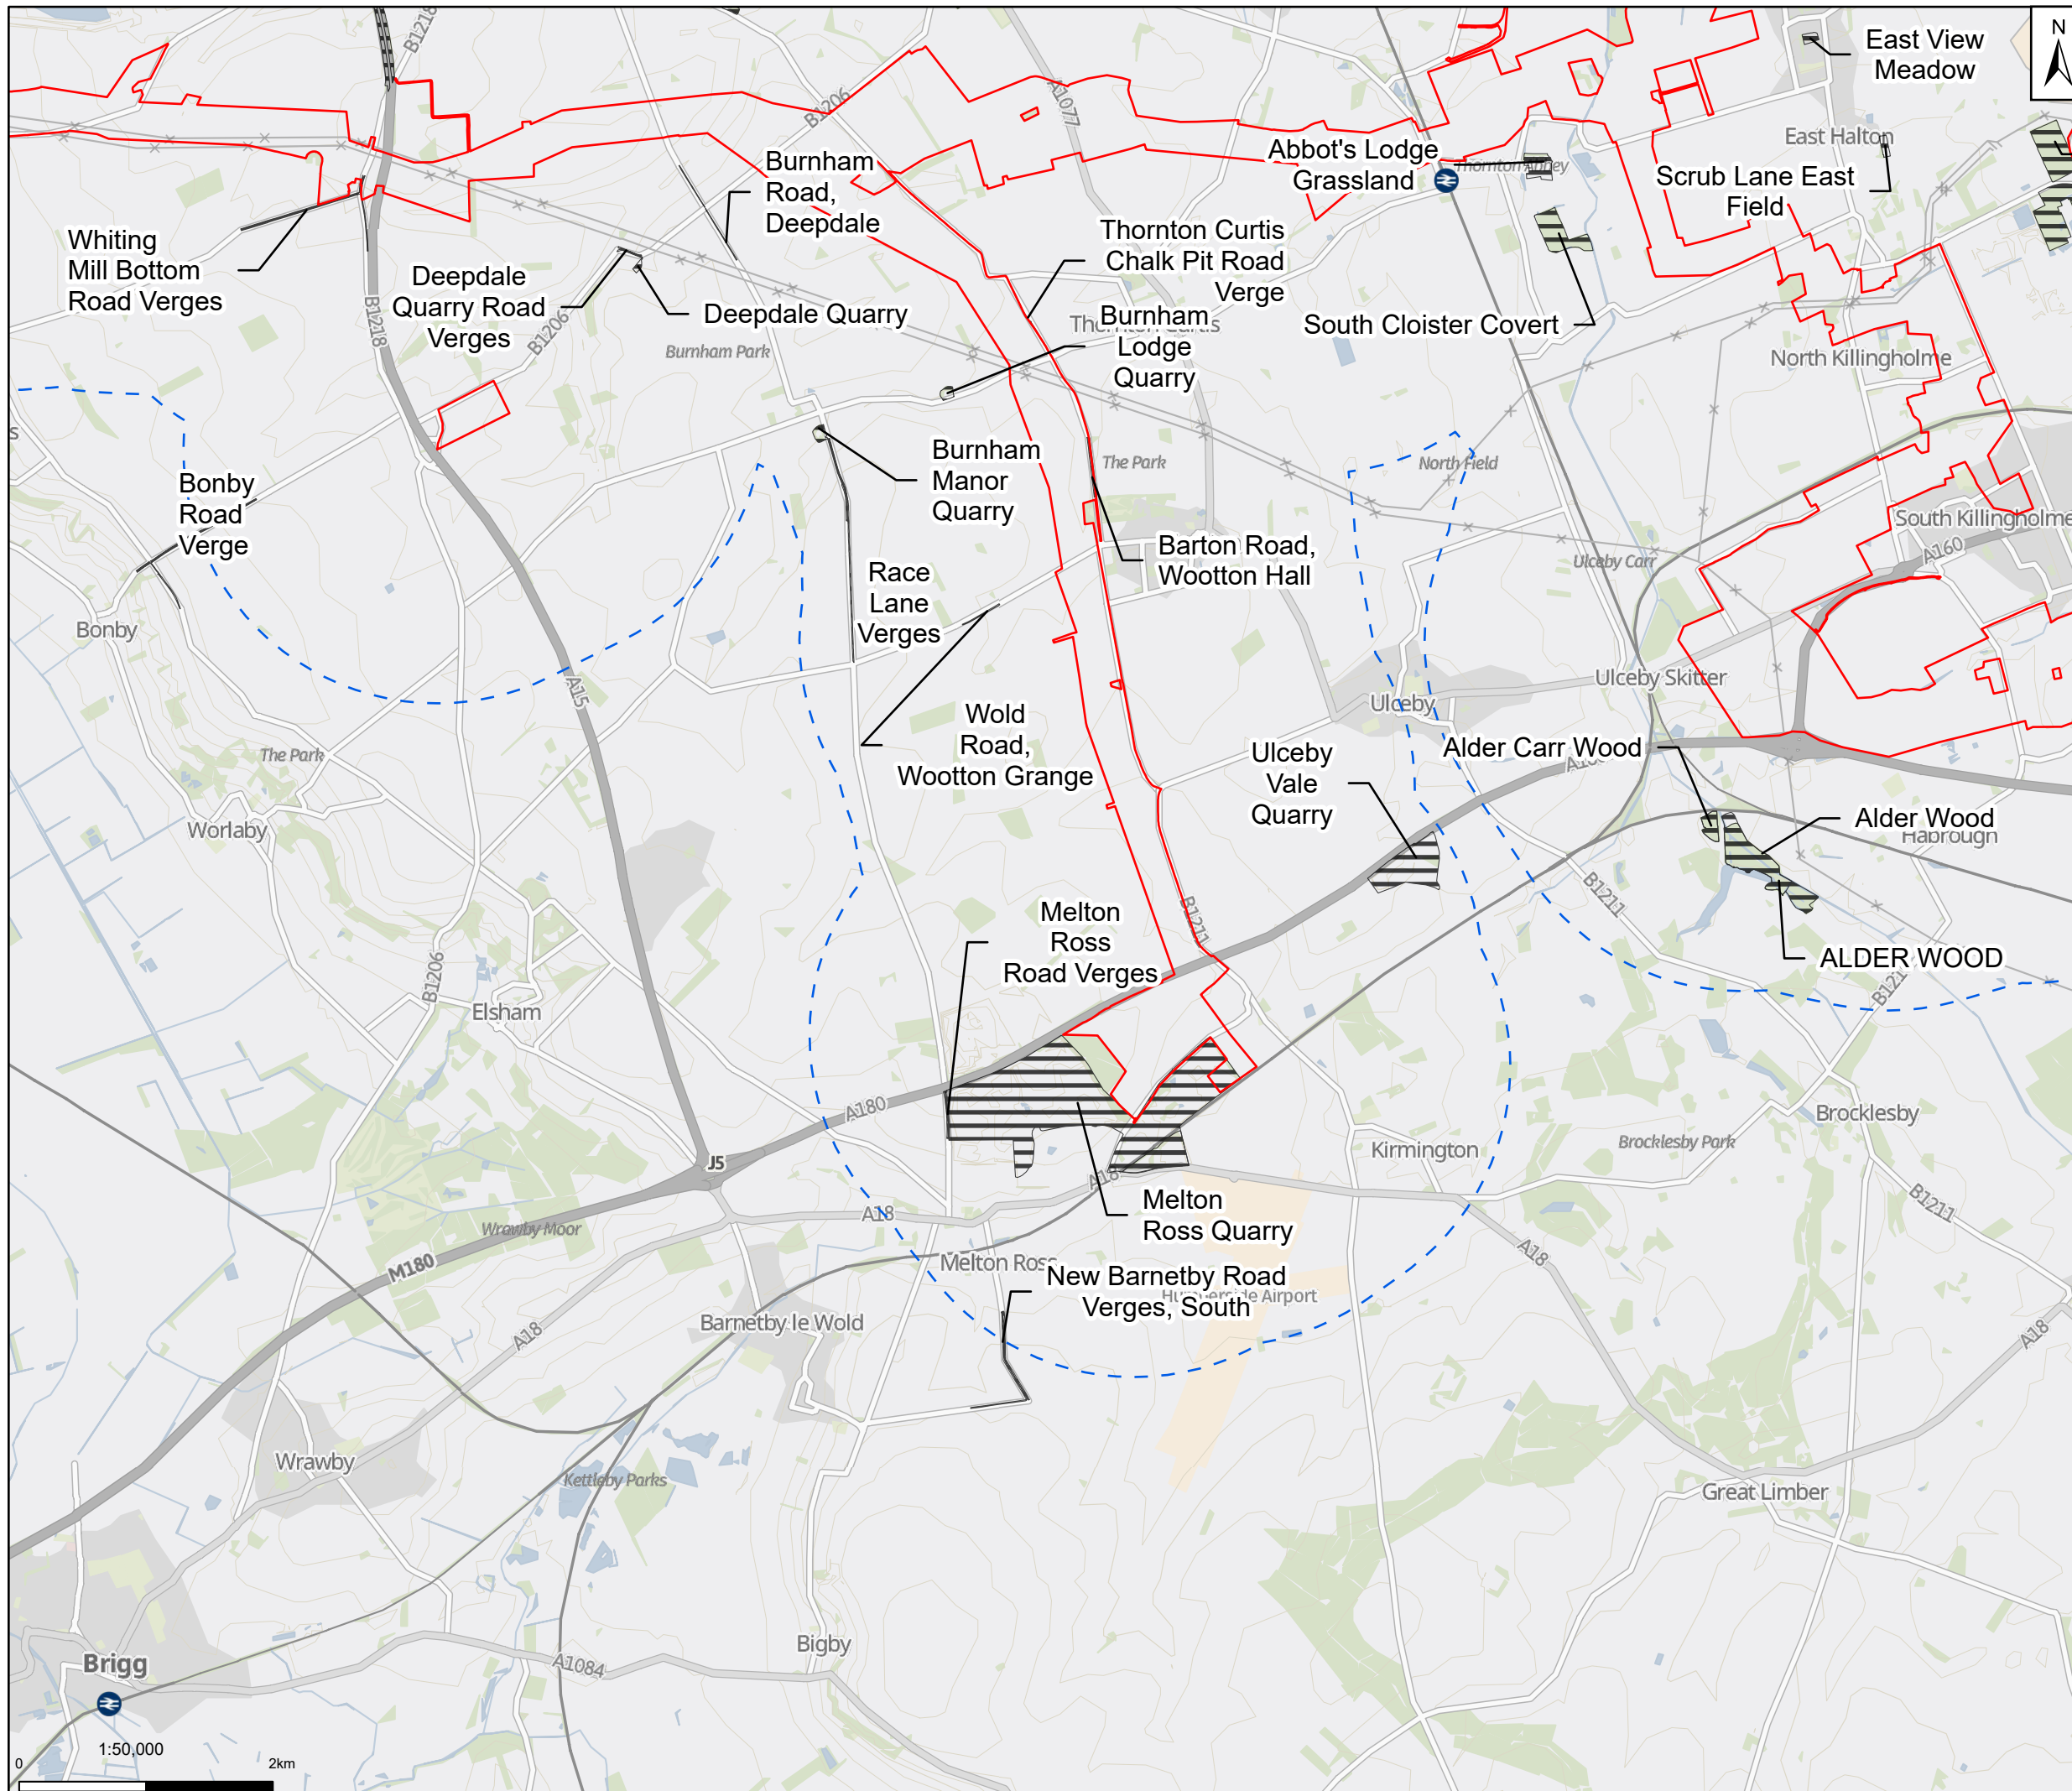 B1218
East View
Meadow
N
B1206
A1077
East Halton
Abbot's Lodge
Grassland
Thornton Abbey
Scrub Lane East
Field
Burnham
Road,
Deepdale
Whiting
Mill Bottom
Road Verges
Deepdale
Quarry Road
Verges
Deepdale Quarry
Thornton Curtis
Chalk Pit Road
Verge
South Cloister Covert
B1218
B1206
Burnham Park
Thornton Curtis
Burnham
Lodge
Quarry
North Killingholme
s
Burnham
Manor
Quarry
The Park
North Field
Bonby
Road
Verge
South Killingholme
A160
Barton Road,
Wootton Hall
Ulceby Carr
Race
Lane
Verges
Bonby
A15
Ulceby Skitter
Ulceby
Wold
Road,
Wootton Grange
The Park
Ulceby
Vale
Quarry
Alder Carr Wood
Worlaby
Alder Wood
Habrough
B1211
Melton
Ross
Road Verges
B1211
ALDER WOOD
B1206
Elsham
A180
J5
Brocklesby
Kirmington
Brocklesby Park
A18
Melton
Ross Quarry
B1211
A18
Wrawby Moor
M180
A18
Melton Ross
New Barnetby Road
Verges, South
Humberside Airport
Barnetby le Wold
A18
A18
Wrawby
Kettleby Parks
Great Limber
Bigby
Brigg
A1084
1:50,000
0
2km